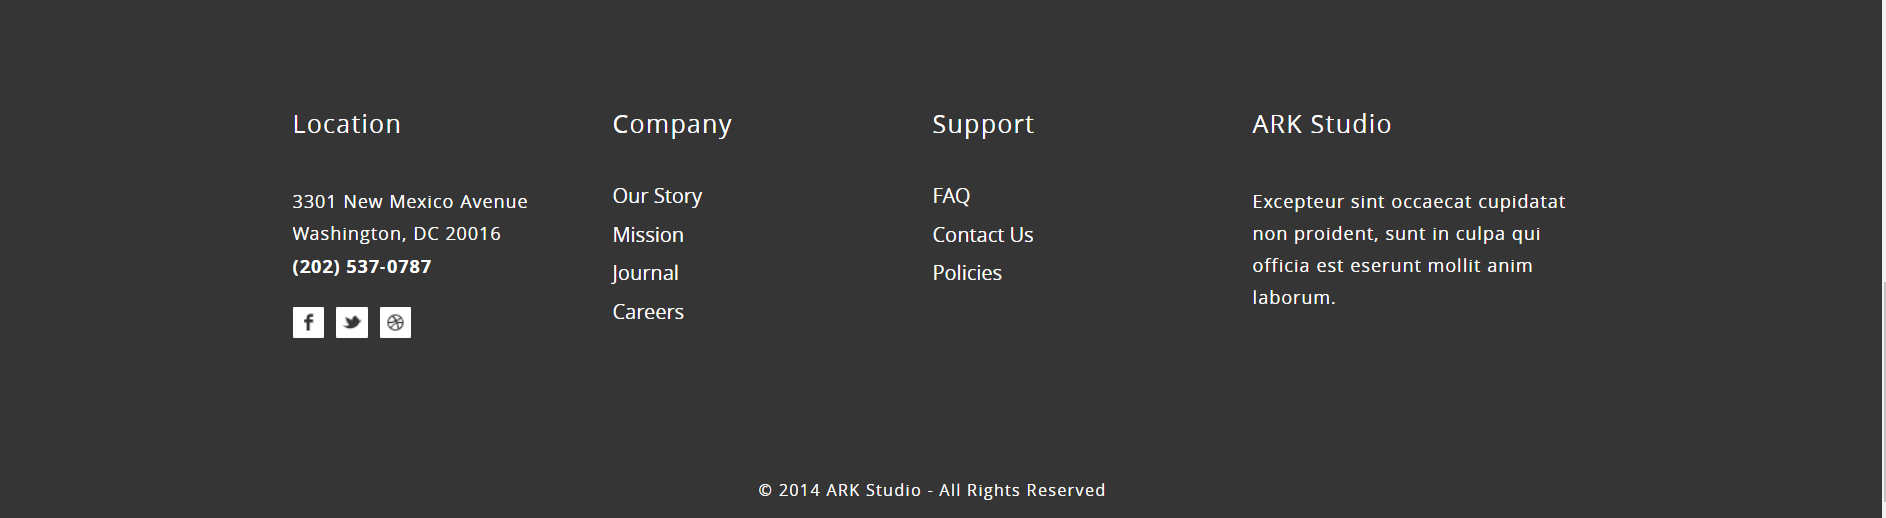 Location
3301 New Mexico Avenue
Washington, DC 20016
(202) 537-0787
Company
Our Story
Mission
Journal
Careers
Support
FAQ
Contact Us
Policies
ARK Studio
Excepteur sint occaecat cupidatat
non proident, sunt in culpa qui
officia est eserunt mollit anim
laborum.
© 2014 ARK Studio - All Rights Reserved